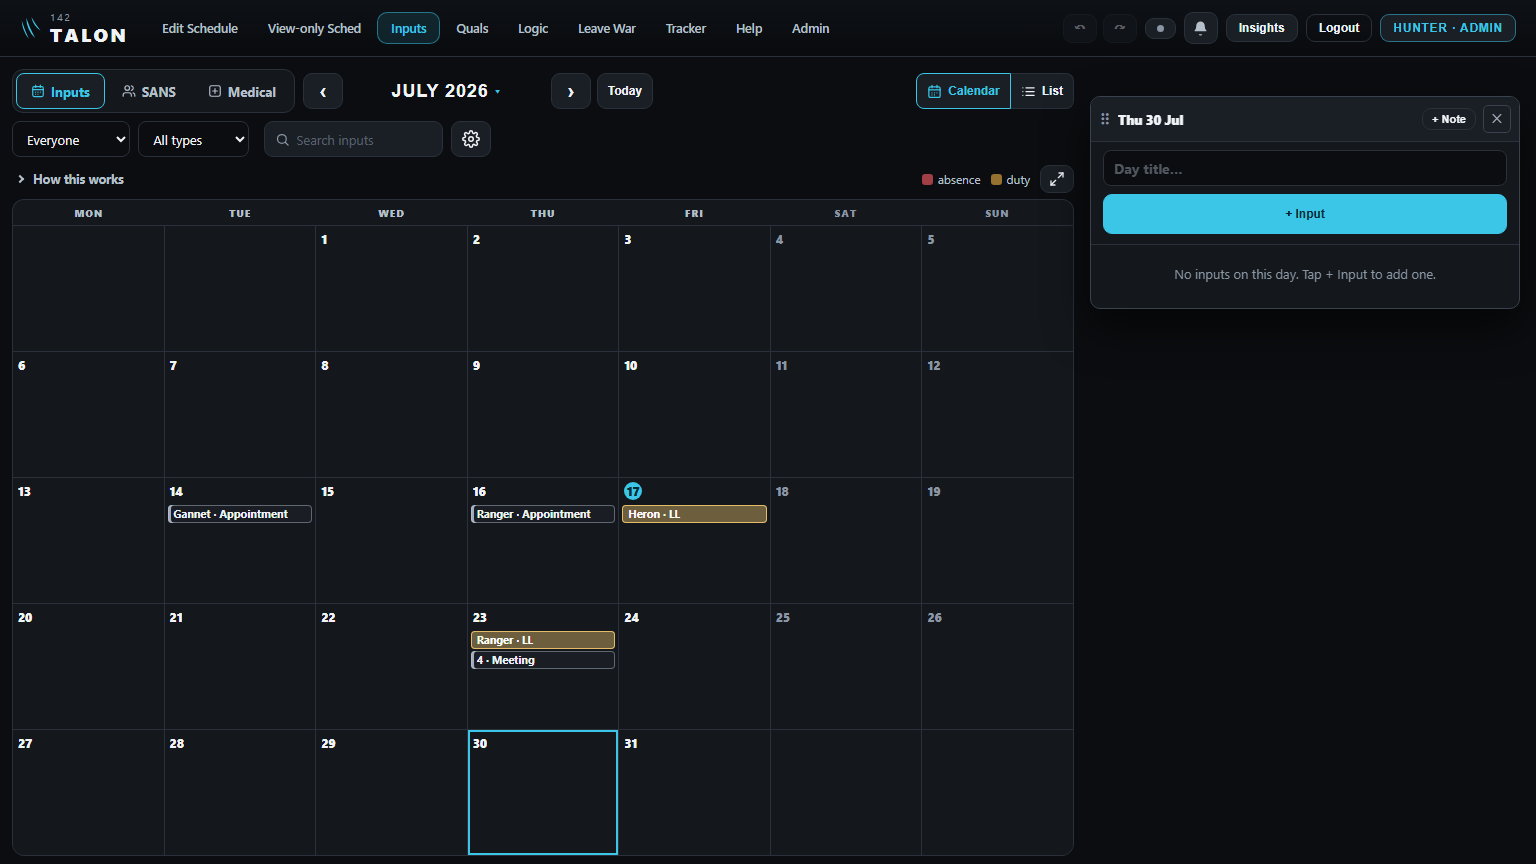 142
TALON
Edit Schedule
View-only Sched
Inputs
Quals
Logic
Leave War
Tracker
Help
Admin
Insights
Logout
HUNTER · ADMIN
Inputs
SANS
Medical
JULY 2026
Today
Calendar
List
Everyone
All types
Search inputs
How this works
absence
duty
MON TUE WED THU FRI SAT SUN
1 2 3 4 5
6 7 8 9 10 11 12
13 14 15 16 17 18 19
Gannet · Appointment
Ranger · Appointment
Heron · LL
20 21 22 23 24 25 26
Ranger · LL
4 · Meeting
27 28 29 30 31
Thu 30 Jul
+ Note
Day title...
+ Input
No inputs on this day. Tap + Input to add one.